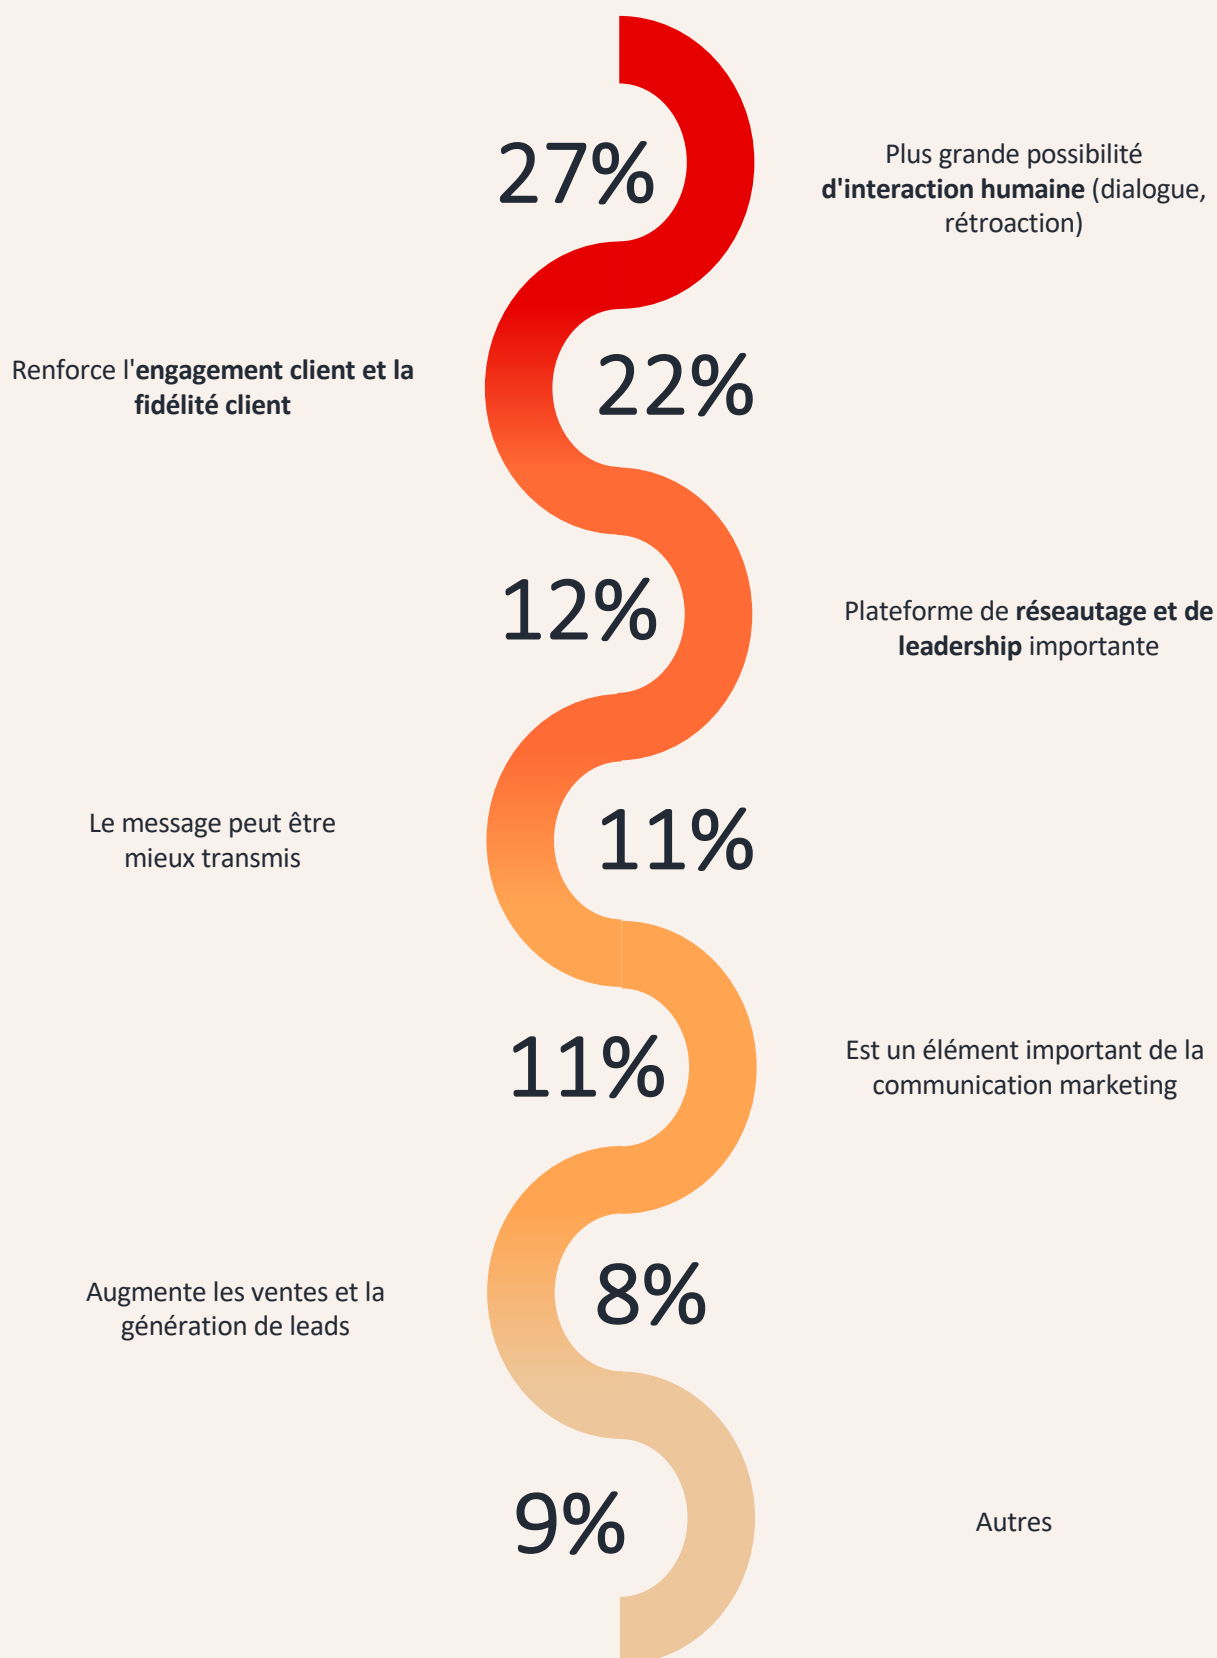 27%
Plus grande possibilité
d'interaction humaine (dialogue,
rétroaction)
Renforce l'engagement client et la
fidélité client
22%
12%
Plateforme de réseautage et de
leadership importante
Le message peut être
mieux transmis
11%
11%
Est un élément important de la
communication marketing
Augmente les ventes et la
génération de leads
8%
9%
Autres